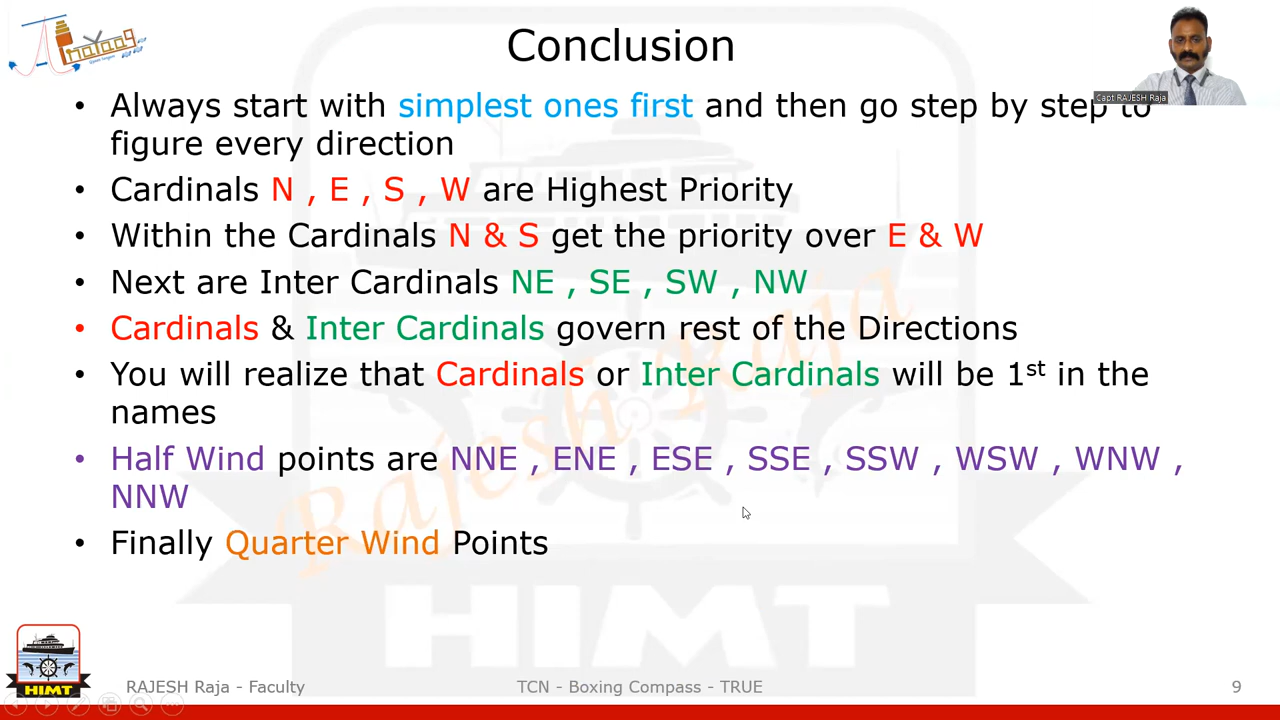 Conclusion
Capt RAJESH Raja
• Always start with simplest ones first and then go step by step to
figure every direction
• Cardinals N , E , S , W are Highest Priority
• Within the Cardinals N & S get the priority over E & W
• Next are Inter Cardinals NE , SE , SW , NW
• Cardinals & Inter Cardinals govern rest of the Directions
• You will realize that Cardinals or Inter Cardinals will be 1st in the
names
• Half Wind points are NNE , ENE , ESE , SSE , SSW , WSW , WNW ,
NNW
• Finally Quarter Wind Points
Rajesh Raja
HIMT
HIMT
RAJESH Raja - Faculty
TCN - Boxing Compass - TRUE
9